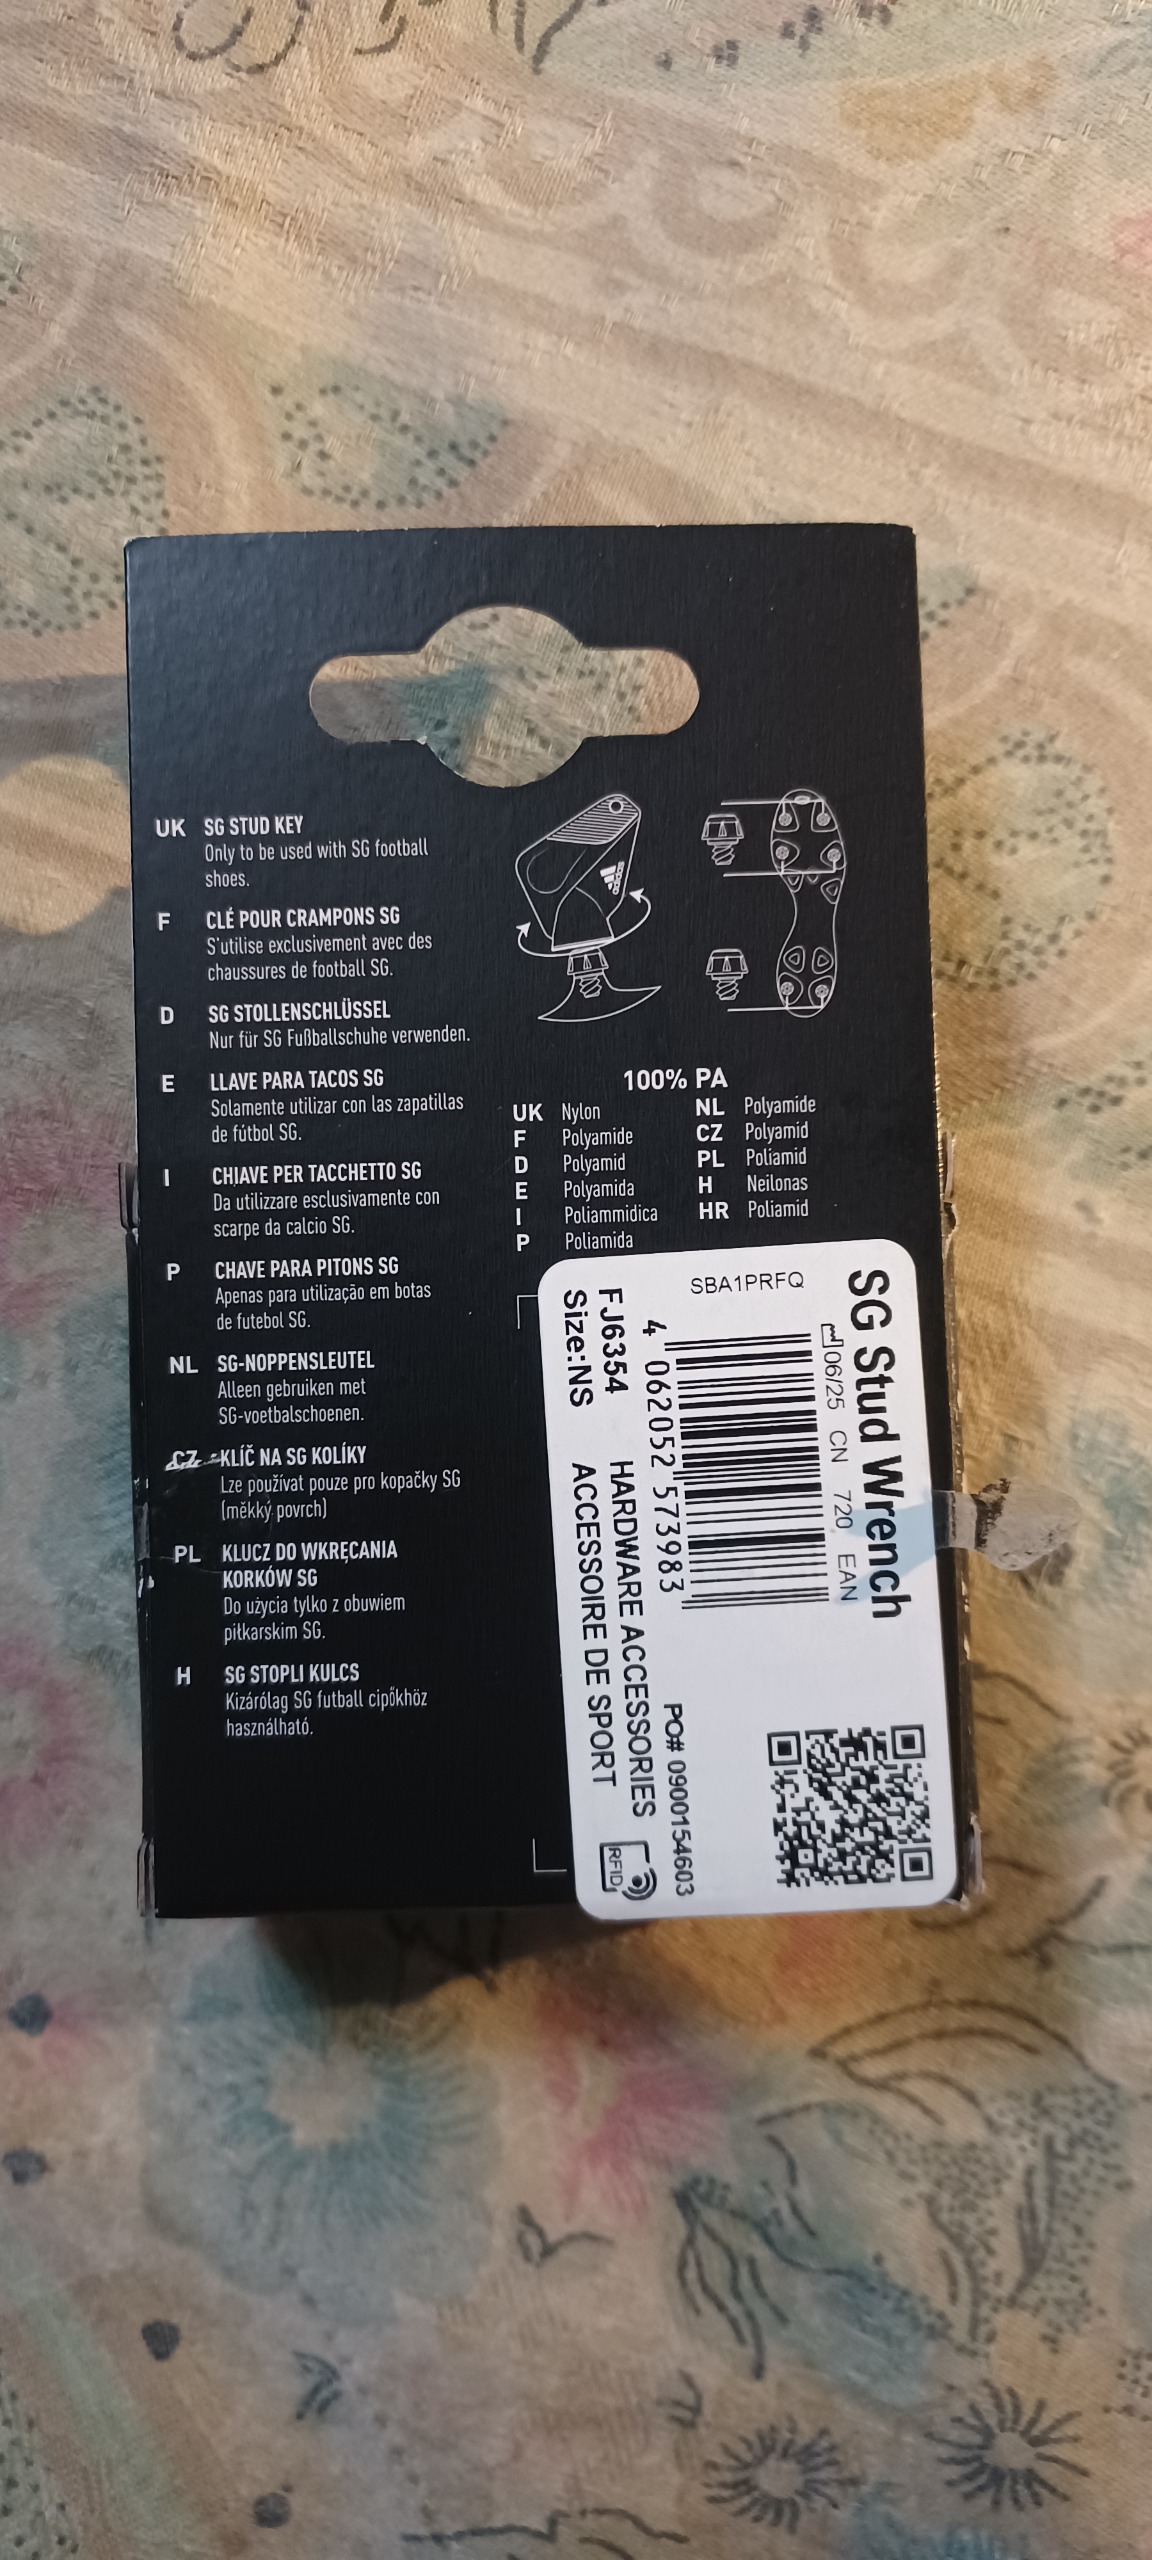 UK SG STUD KEY
Only to be used with SG football
shoes.
F CLÉ POUR CRAMPONS SG
S'utilise exclusivement avec des
chaussures de football SG.
D SG STOLLENSCHLÜSSEL
Nur für SG Fußballschuhe verwenden.
E LLAVE PARA TACOS SG
Solamente utilizar con las zapatillas
de fútbol SG.
I CHIAVE PER TACCHETTO SG
Da utilizzare esclusivamente con
scarpe da calcio SG.
P CHAVE PARA PITONS SG
Apenas para utilização em botas
de futebol SG.
NL SG-NOPPENSLEUTEL
Alleen gebruiken met
SG-voetbalschoenen.
CZ KLÍČ NA SG KOLÍKY
Lze používat pouze pro kopačky SG
(měkký povrch)
PL KLUCZ DO WKRĘCANIA
KORKÓW SG
Do użycia tylko z obuwiem
piłkarskim SG.
H SG STOPLI KULCS
Kizárólag SG futball cipőkhöz
használható.
adidas
100% PA
UK Nylon
F Polyamide
D Polyamid
E Polyamida
I Poliammidica
P Poliamida
NL Polyamide
CZ Polyamid
PL Poliamid
H Neilonas
HR Poliamid
SG Stud Wrench
06/25 CN 720 EAN
SBA1PRFQ
4 062052 573983
PO# 0900154603
FJ6354 HARDWARE ACCESSORIES
Size:NS ACCESSOIRE DE SPORT
RFID